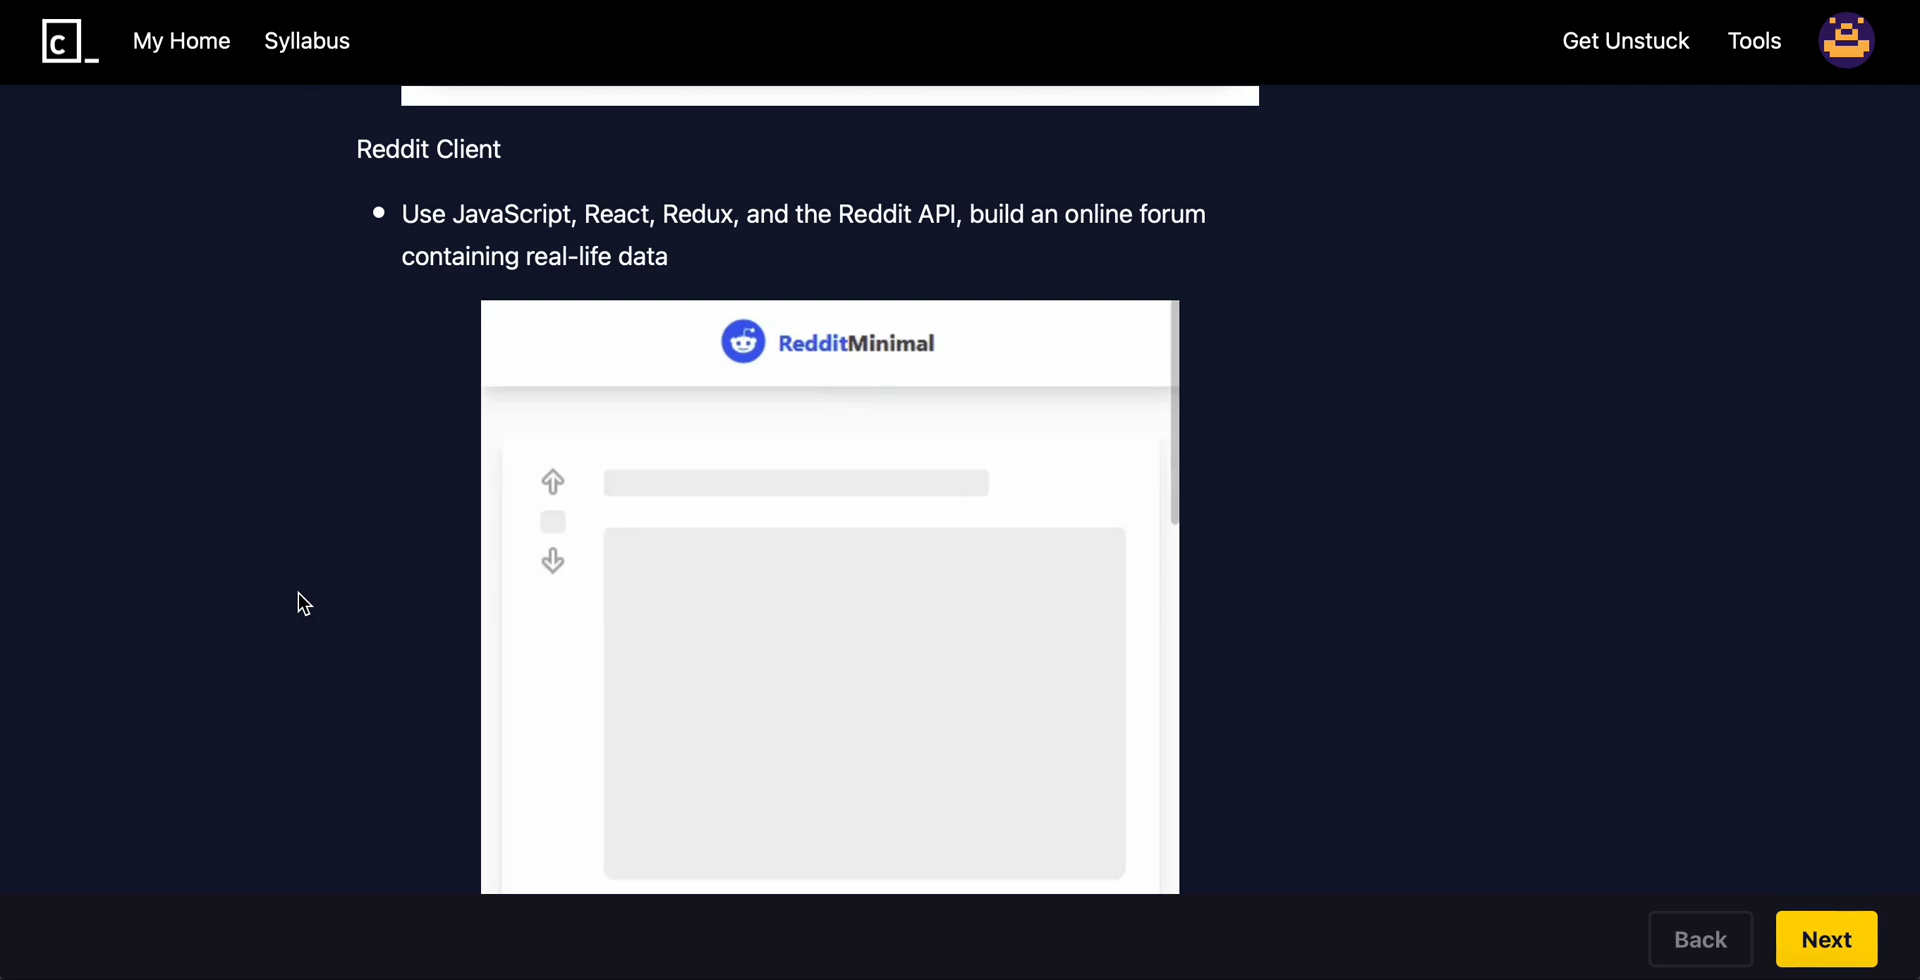 c_ My Home Syllabus Get Unstuck Tools
Reddit Client
• Use JavaScript, React, Redux, and the Reddit API, build an online forum
containing real-life data
RedditMinimal
Back Next